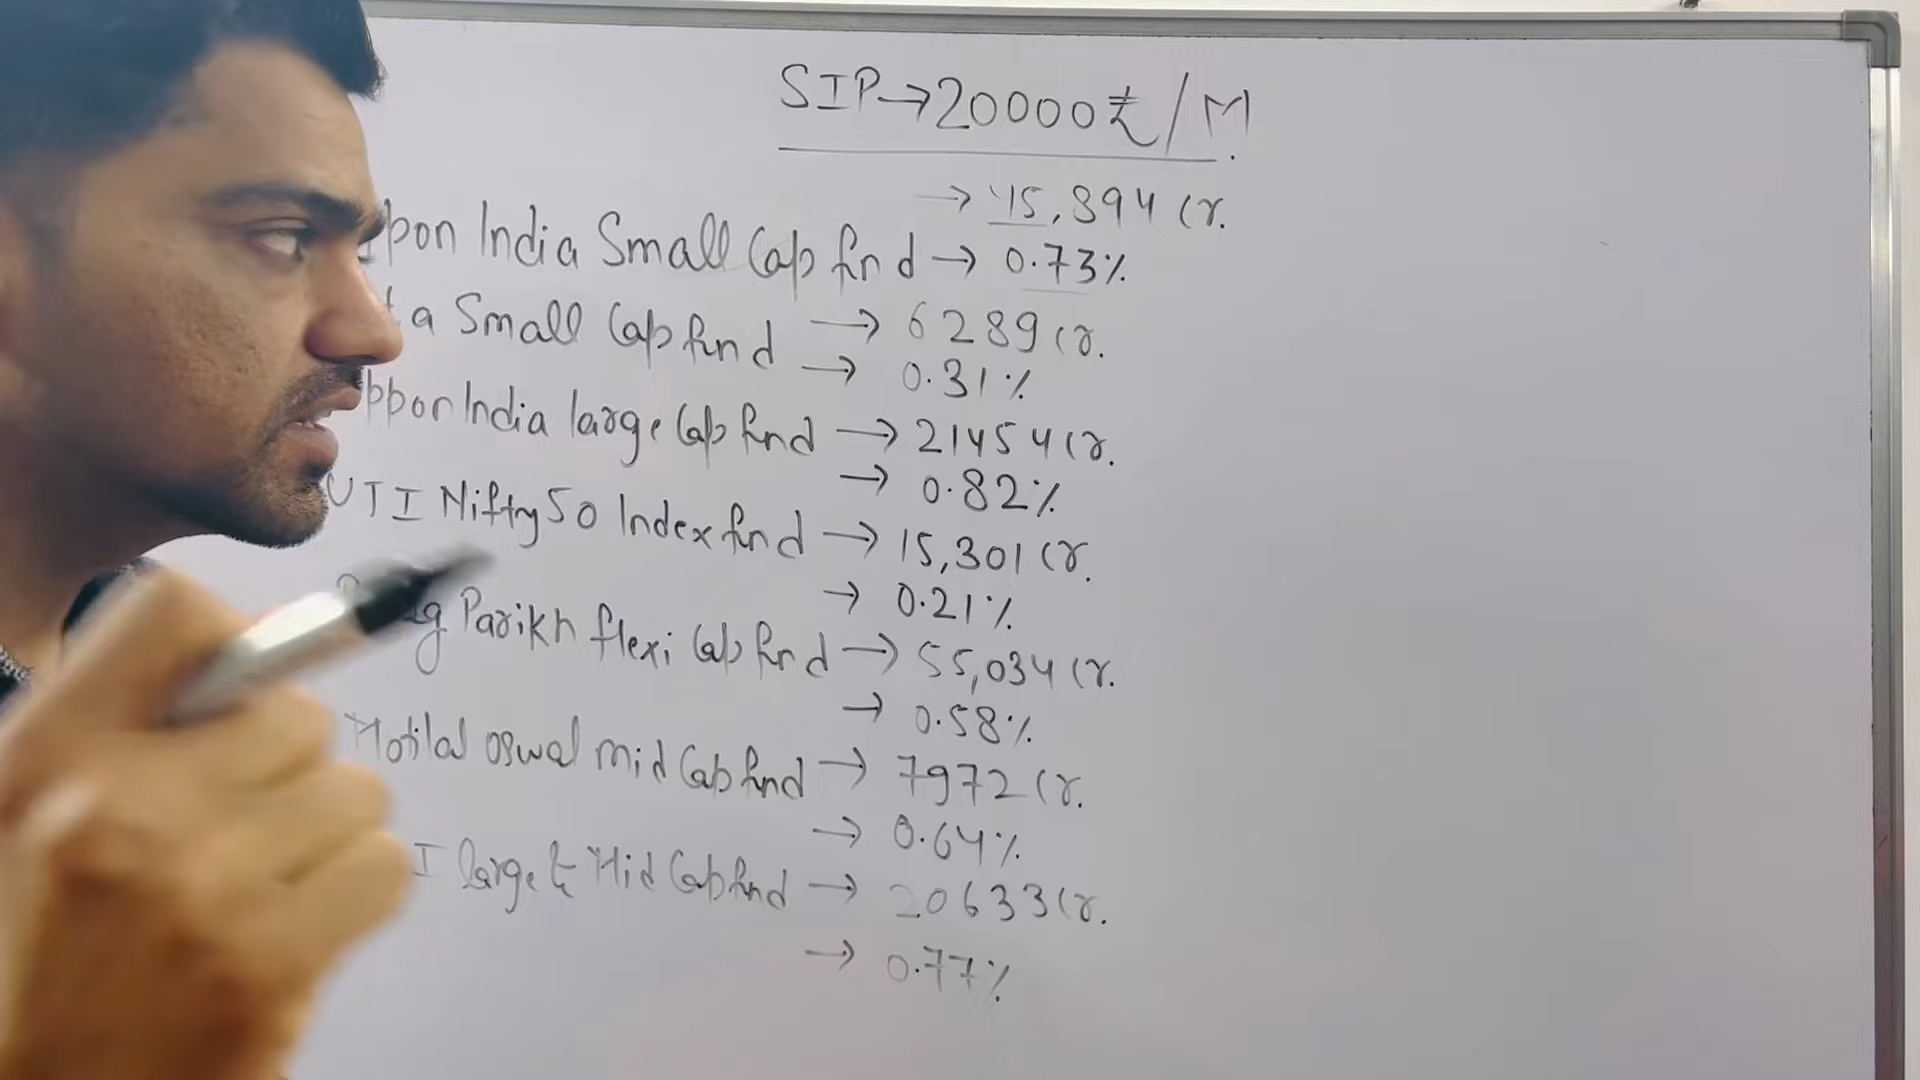 SIP→20000₹/M
→ 45,894 Cr.
ppon India Small Cap fund → 0.73%
a Small Cap fund → 6289 Cr.
→ 0.31%
ppon India large Cap fund → 21454 Cr.
→ 0.82%
UTI Nifty 50 Index fund → 15,301 Cr.
→ 0.21%
g Parikh flexi Cap fund → 55,034 Cr.
→ 0.58%
Motilal oswal mid Cap fund → 7972 Cr.
→ 0.64%
I large & Mid Cap fund → 20633 Cr.
→ 0.77%